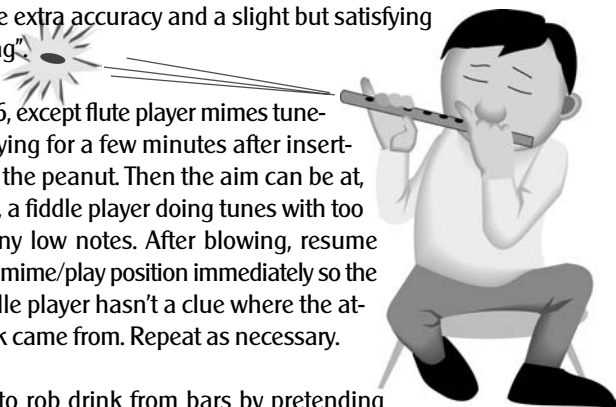 e extra accuracy and a slight but satisfying
g".
6, except flute player mimes tune-
ying for a few minutes after insert-
the peanut. Then the aim can be at,
, a fiddle player doing tunes with too
ny low notes. After blowing, resume
mime/play position immediately so the
dle player hasn't a clue where the at-
k came from. Repeat as necessary.
to rob drink from bars by pretending